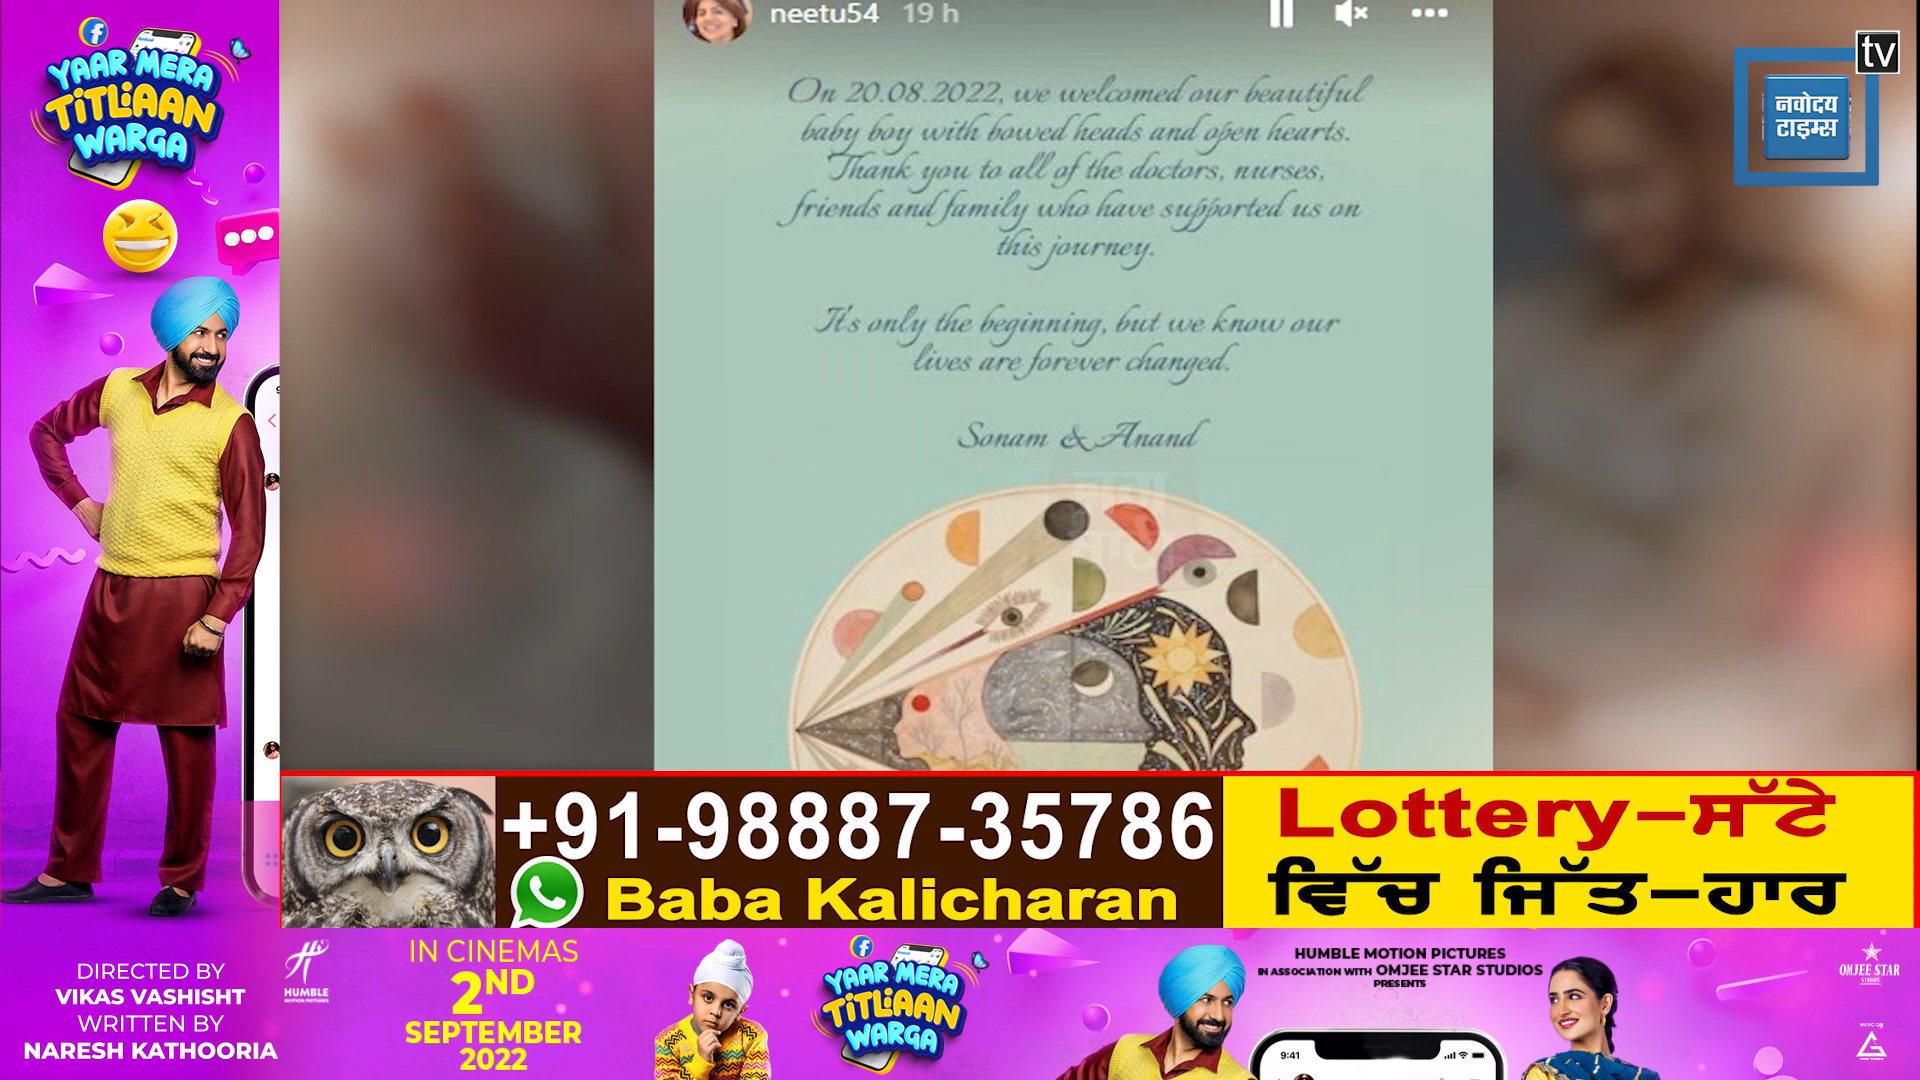 YAAR MERA
TiTLiAAN
WARGA
neetu54 19 h
On 20.08.2022, we welcomed our beautiful
baby boy with bowed heads and open hearts.
Thank you to all of the doctors, nurses,
friends and family who have supported us on
this journey.
It's only the beginning, but we know our
lives are forever changed.
Sonam & Anand
tv
नवोदय
टाइम्स
+91-98887-35786
Baba Kalicharan
Lottery-ਸੱਟੇ
ਵਿੱਚ ਜਿੱਤ-ਹਾਰ
DIRECTED BY
VIKAS VASHISHT
WRITTEN BY
NARESH KATHOORIA
HUMBLE
MOTION PICTURES
IN CINEMAS
2ND
SEPTEMBER
2022
YAAR MERA
TiTLiAAN
WARGA
HUMBLE MOTION PICTURES
IN ASSOCIATION WITH OMJEE STAR STUDIOS
PRESENTS
9:41
OMJEE STAR
STUDIOS
MUSIC ON